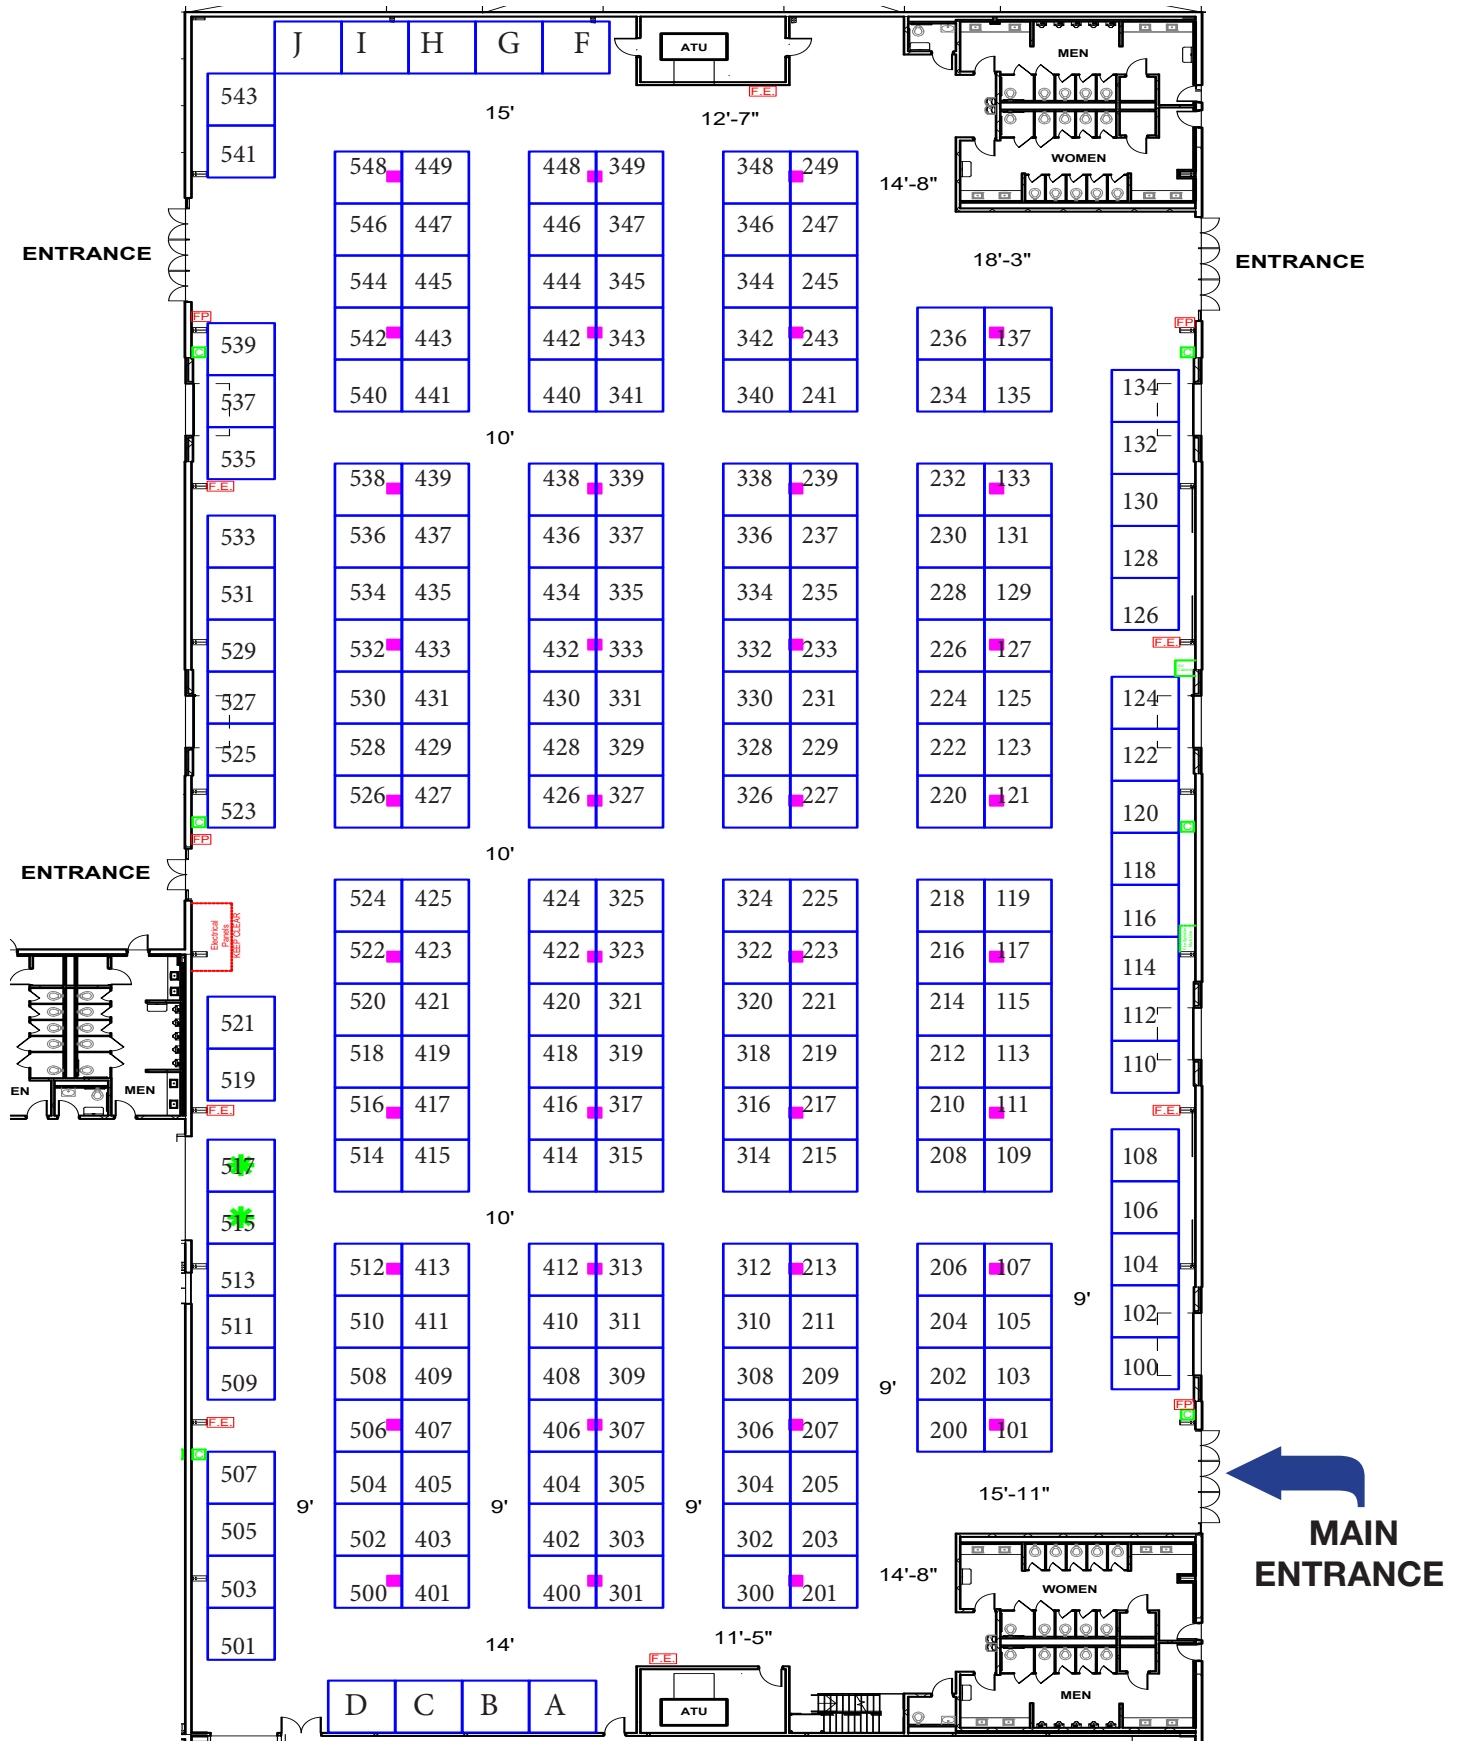 J I H G F ATU MEN
543
15' F.E. 12'-7"
541 WOMEN
548 449 448 349 348 249 14'-8"
546 447 446 347 346 247
ENTRANCE 18'-3" ENTRANCE
544 445 444 345 344 245
FP FP
539 542 443 442 343 342 243 236 137
537 540 441 440 341 340 241 234 135 134
10' 132
535
F.E. 538 439 438 339 338 239 232 133 130
533 536 437 436 337 336 237 230 131 128
531 534 435 434 335 334 235 228 129 126
529 532 433 432 333 332 233 226 127 F.E.
527 530 431 430 331 330 231 224 125 124
525 528 429 428 329 328 229 222 123 122
523 526 427 426 327 326 227 220 121 120
FP
10'
ENTRANCE 118
524 425 424 325 324 225 218 119 116
Electrical
Panels
KEEP CLEAR
522 423 422 323 322 223 216 117 114
521 520 421 420 321 320 221 214 115 112
519 518 419 418 319 318 219 212 113 110
EN MEN
F.E. 516 417 416 317 316 217 210 111 F.E.
517 514 415 414 315 314 215 208 109 108
515 10' 106
513 512 413 412 313 312 213 206 107 104
9'
511 510 411 410 311 310 211 204 105 102
509 508 409 408 309 308 209 9' 202 103 100
FP
F.E. 506 407 406 307 306 207 200 101
507 504 405 404 305 304 205 15'-11"
9' 9' 9'
505 502 403 402 303 302 203
MAIN
ENTRANCE
503 500 401 400 301 300 201 14'-8" WOMEN
501 14' F.E. 11'-5"
D C B A ATU MEN